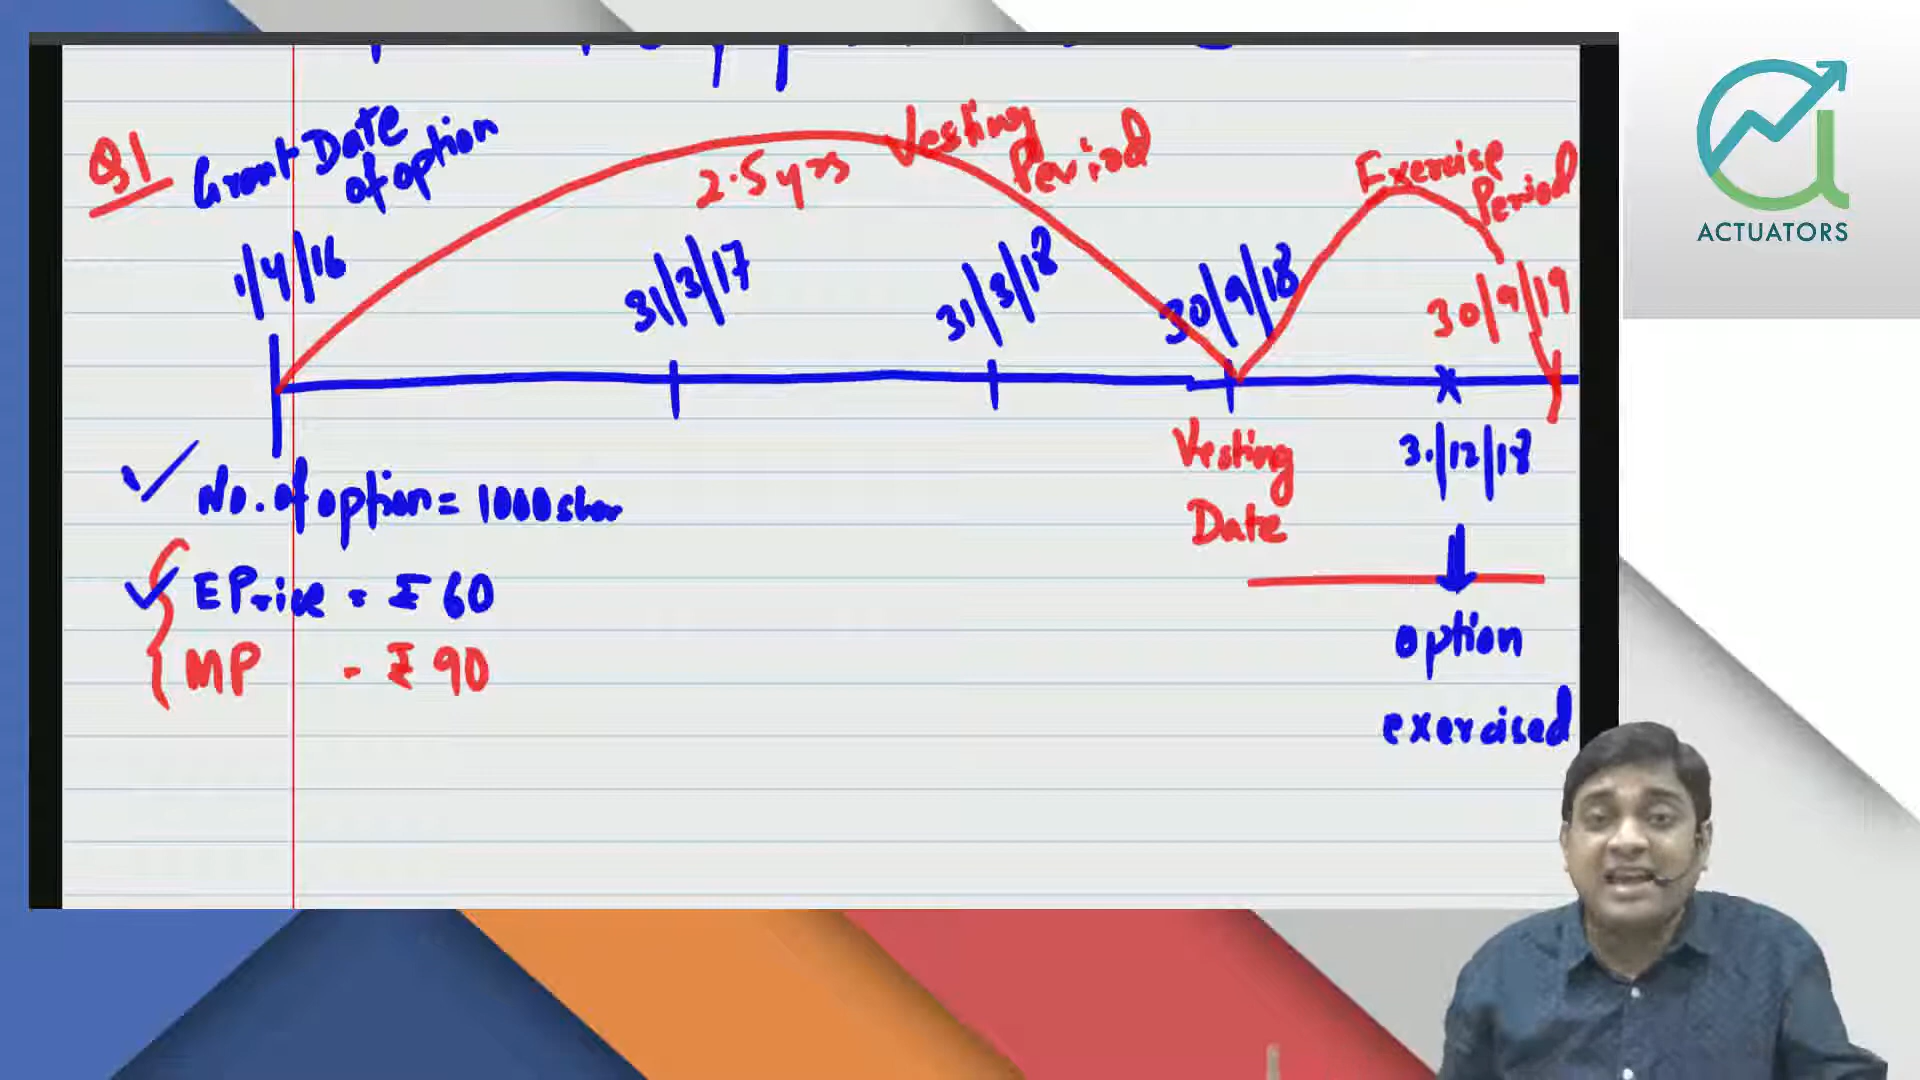 Q1
Grant Date
of option
Vesting
Period
2.5 yrs
Exercise
Period
1/4/16
31/3/17
31/3/18
30/9/18
30/9/19
Vesting
Date
3./12/18
No. of option = 1000
E Price = ₹ 60
MP - ₹ 90
option
exercised
ACTUATORS